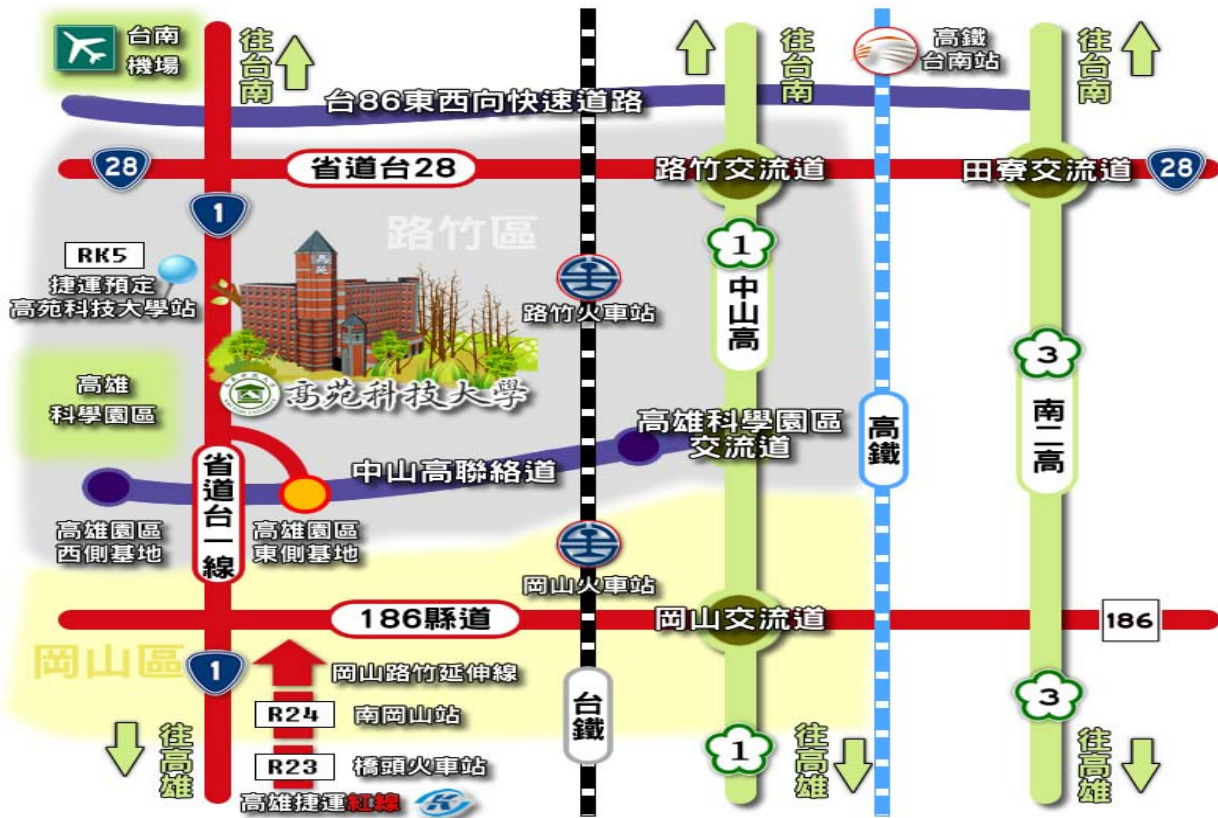 台南
機場
往台南
往台南
高鐵
台南站
往台南
台86東西向快速道路
28
省道台28
路竹交流道
田寮交流道
28
1
路竹區
1
RK5
捷運預定
高苑科技大學站
高苑
路竹火車站
中山高
3
高雄
科學園區
高苑科技大學
高雄科學園區
交流道
高鐵
南二高
省道台一線
中山高聯絡道
高雄園區
西側基地
高雄園區
東側基地
岡山火車站
186縣道
岡山交流道
186
岡山區
1
岡山路竹延伸線
台鐵
3
R24
南岡山站
1
往高雄
R23
橋頭火車站
往高雄
往高雄
高雄捷運紅線